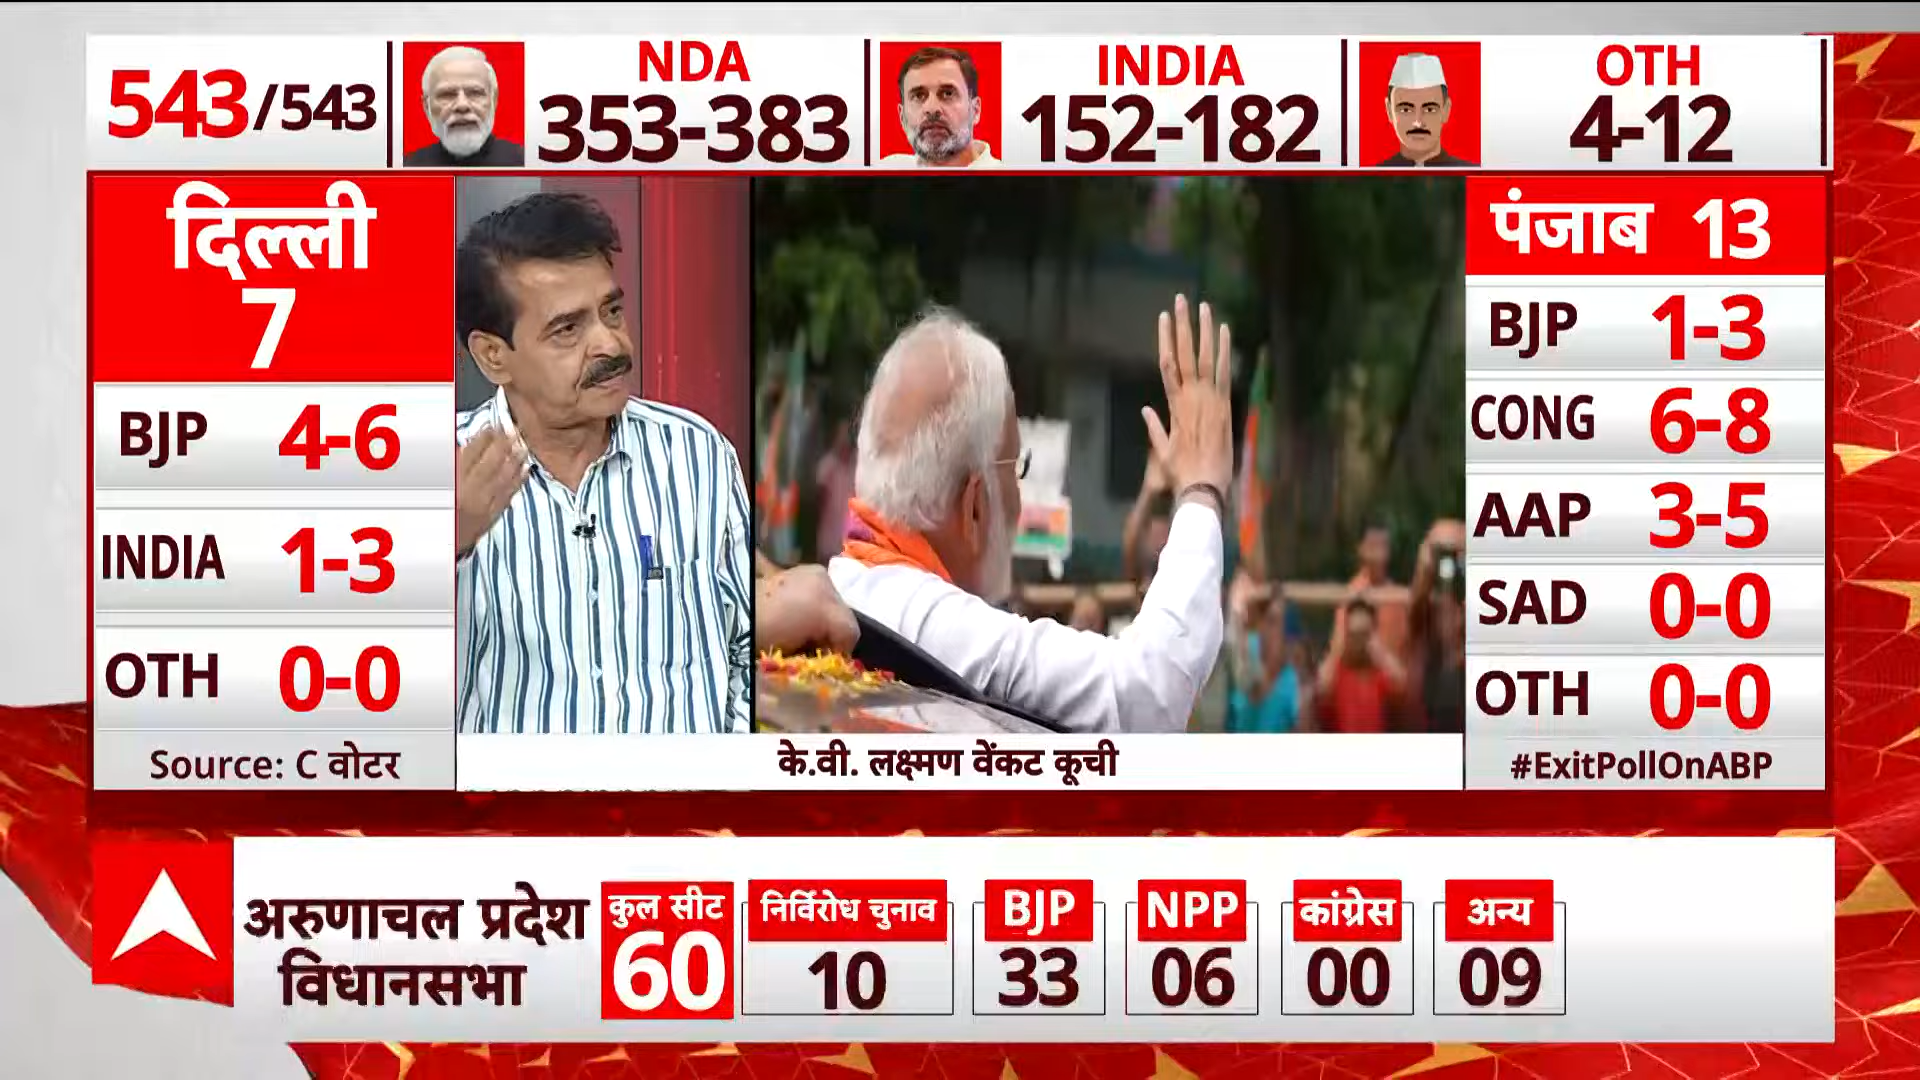 543/543
NDA
353-383
INDIA
152-182
OTH
4-12
दिल्ली
7
BJP 4-6
INDIA 1-3
OTH 0-0
Source: C वोटर
के.वी. लक्ष्मण वेंकट कूची
पंजाब 13
BJP 1-3
CONG 6-8
AAP 3-5
SAD 0-0
OTH 0-0
#ExitPollOnABP
अरुणाचल प्रदेश
विधानसभा
कुल सीट
60
निर्विरोध चुनाव
10
BJP
33
NPP
06
कांग्रेस
00
अन्य
09